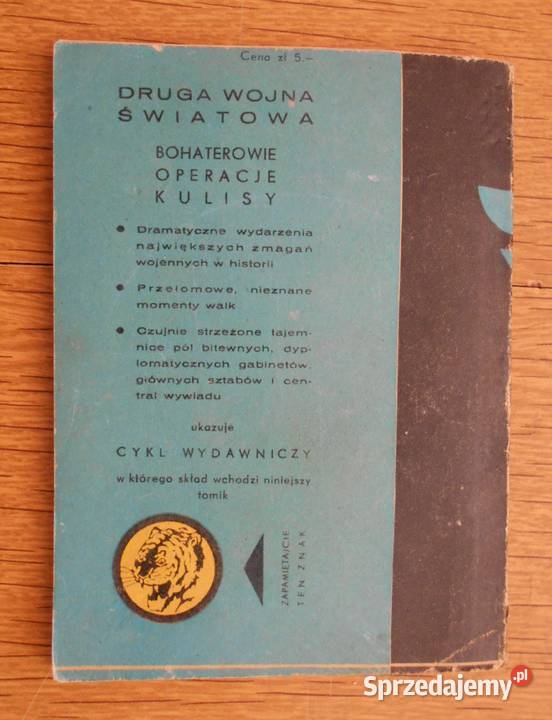 Cena zł 5.–
DRUGA WOJNA
ŚWIATOWA
BOHATEROWIE
OPERACJE
KULISY
● Dramatyczne wydarzenia
największych zmagań
wojennych w historii
● Przełomowe, nieznane
momenty walk
● Czujnie strzeżone tajem-
nice pól bitewnych, dyp-
lomatycznych gabinetów,
głównych sztabów i cen-
tral wywiadu
ukazuje
CYKL WYDAWNICZY
w którego skład wchodzi niniejszy
tomik
ZAPAMIĘTAJCIE
TEN ZNAK
Sprzedajemy.pl